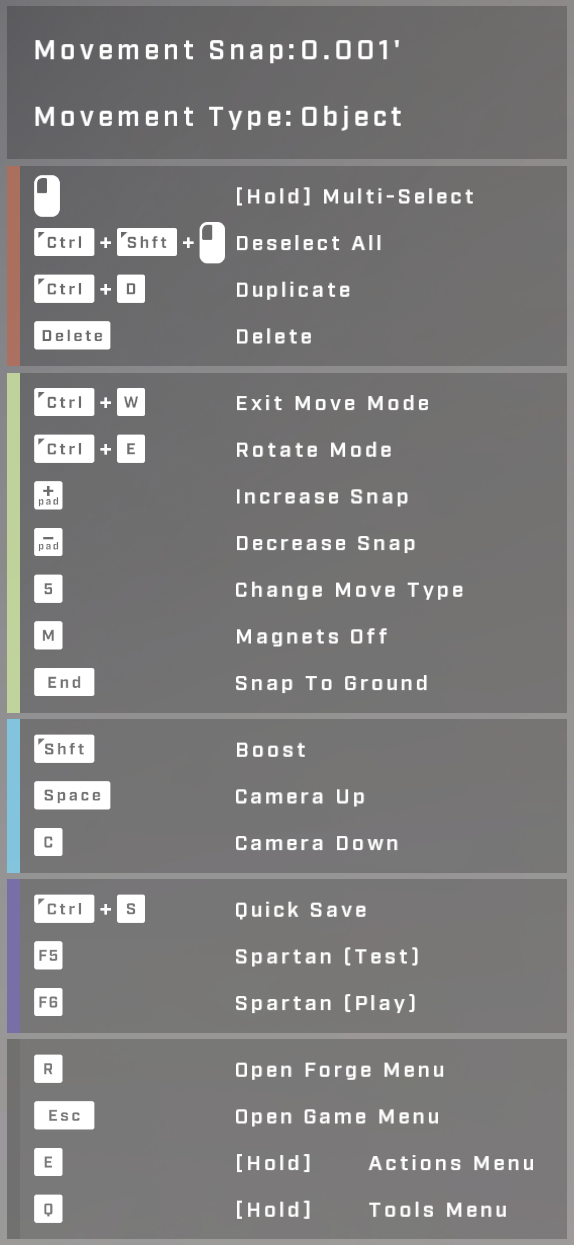 Movement Snap:0.001'
Movement Type: Object
[Hold] Multi-Select
Ctrl + Shft + Deselect All
Ctrl + D Duplicate
Delete Delete
Ctrl + W Exit Move Mode
Ctrl + E Rotate Mode
+ pad Increase Snap
− pad Decrease Snap
5 Change Move Type
M Magnets Off
End Snap To Ground
Shft Boost
Space Camera Up
C Camera Down
Ctrl + S Quick Save
F5 Spartan (Test)
F6 Spartan (Play)
R Open Forge Menu
Esc Open Game Menu
E [Hold] Actions Menu
Q [Hold] Tools Menu